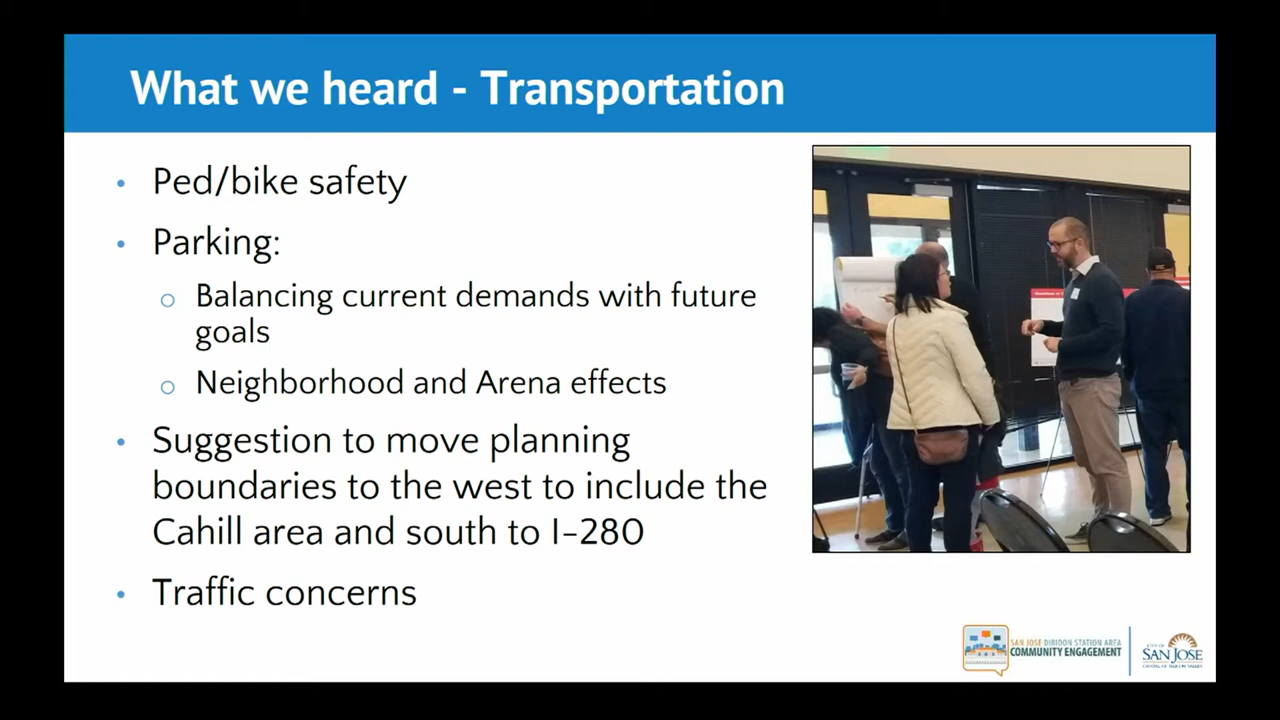 What we heard - Transportation
• Ped/bike safety
• Parking:
○ Balancing current demands with future
goals
○ Neighborhood and Arena effects
• Suggestion to move planning
boundaries to the west to include the
Cahill area and south to I-280
• Traffic concerns
SAN JOSE DIRIDON STATION AREA
COMMUNITY ENGAGEMENT
CITY OF
SAN JOSE
CAPITAL OF SILICON VALLEY